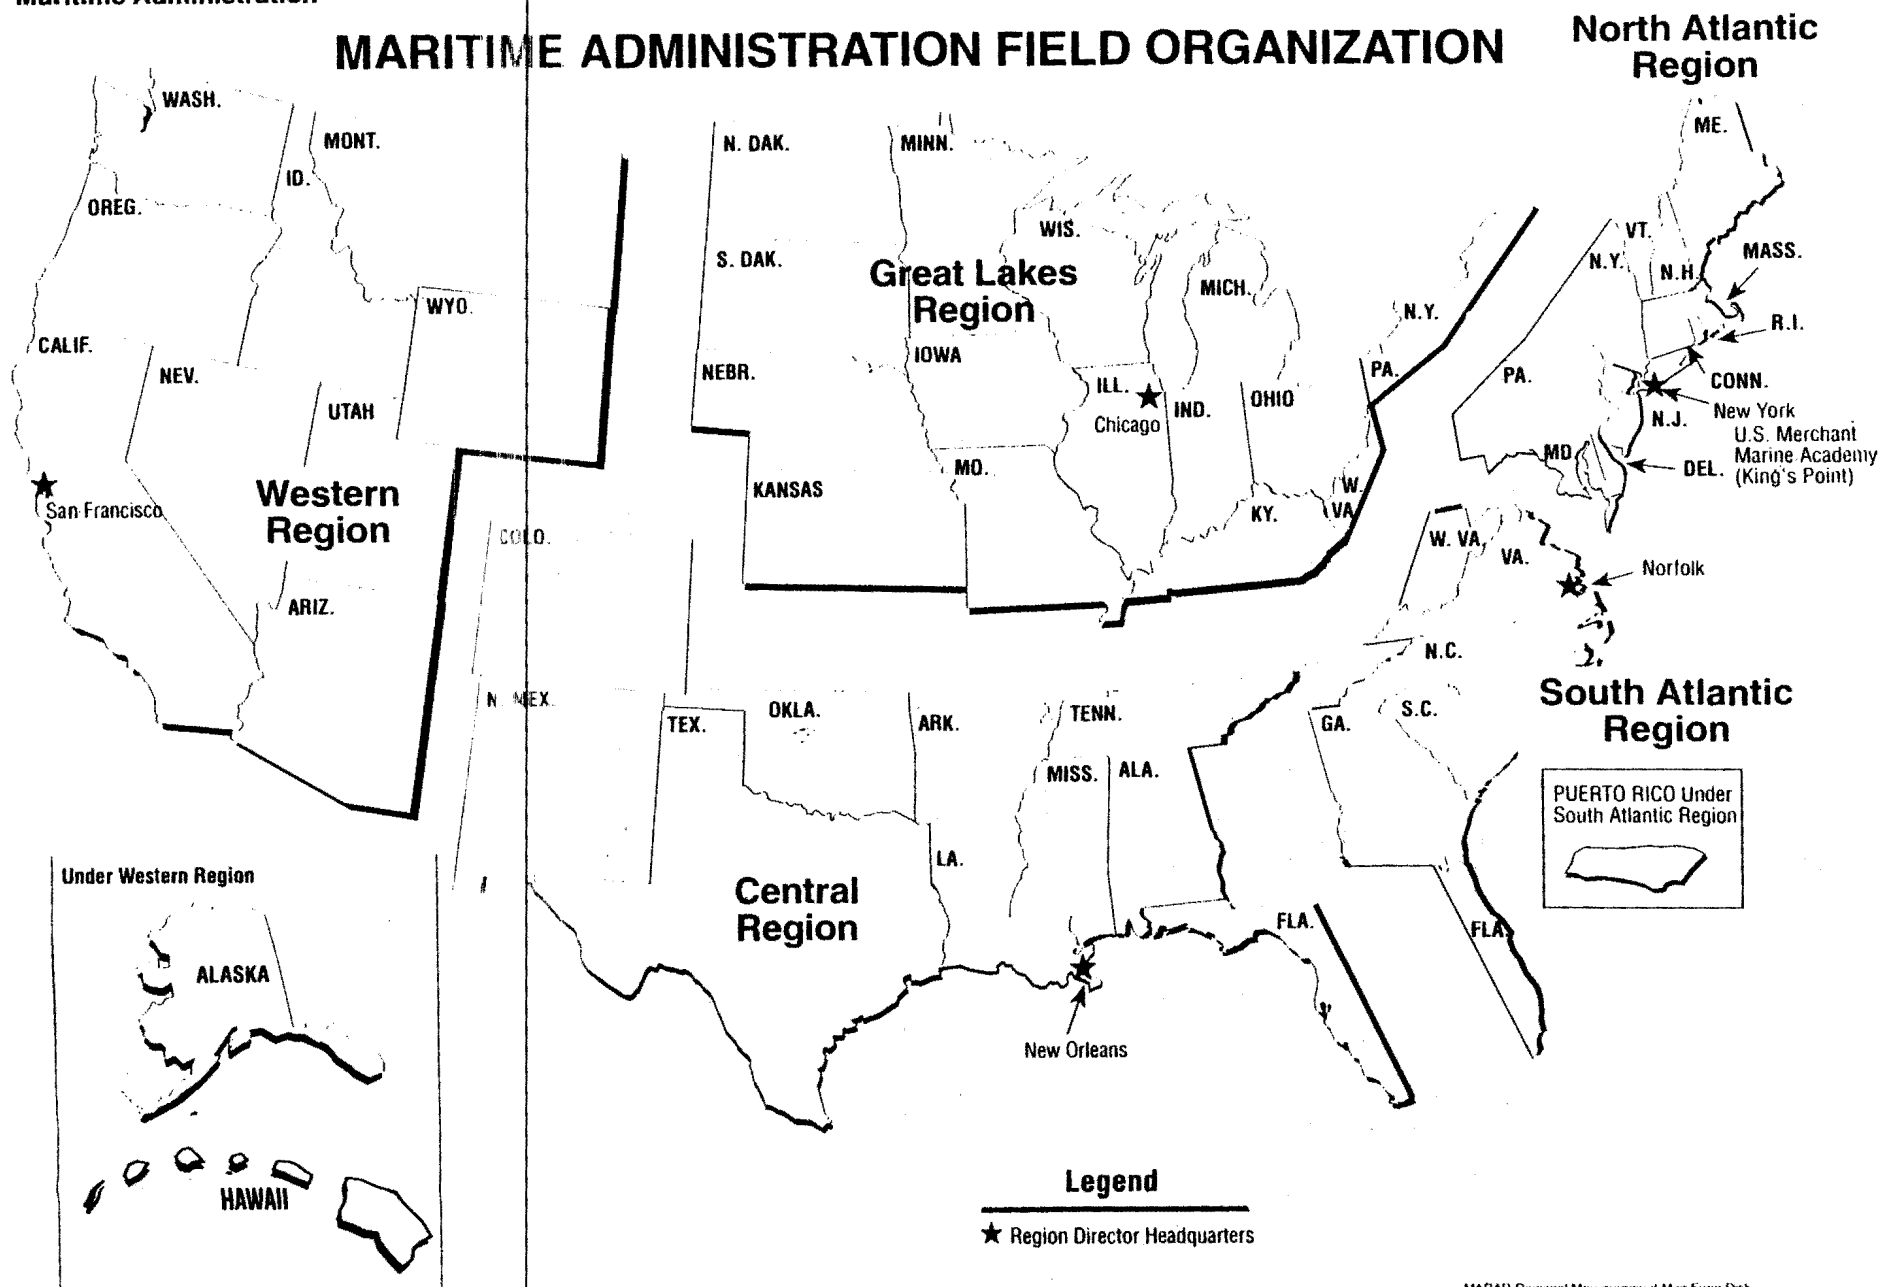 Maritime Administration
MARITIME ADMINISTRATION FIELD ORGANIZATION
North Atlantic
Region
WASH.
MONT.
ID.
OREG.
WYO.
CALIF.
NEV.
UTAH
San Francisco
Western
Region
ARIZ.
N. DAK.
MINN.
WIS.
S. DAK.
Great Lakes
Region
MICH.
N.Y.
IOWA
NEBR.
ILL.
Chicago
IND.
OHIO
PA.
MO.
KANSAS
KY.
W.
VA.
ME.
VT.
N.Y.
N.H.
MASS.
R.I.
PA.
CONN.
N.J.
New York
U.S. Merchant
Marine Academy
(King's Point)
MD.
DEL.
COLO.
N. MEX.
TEX.
OKLA.
ARK.
TENN.
MISS.
ALA.
LA.
Central
Region
FLA.
New Orleans
W. VA.
VA.
Norfolk
N.C.
S.C.
GA.
FLA.
South Atlantic
Region
PUERTO RICO Under
South Atlantic Region
Under Western Region
ALASKA
HAWAII
Legend
★ Region Director Headquarters